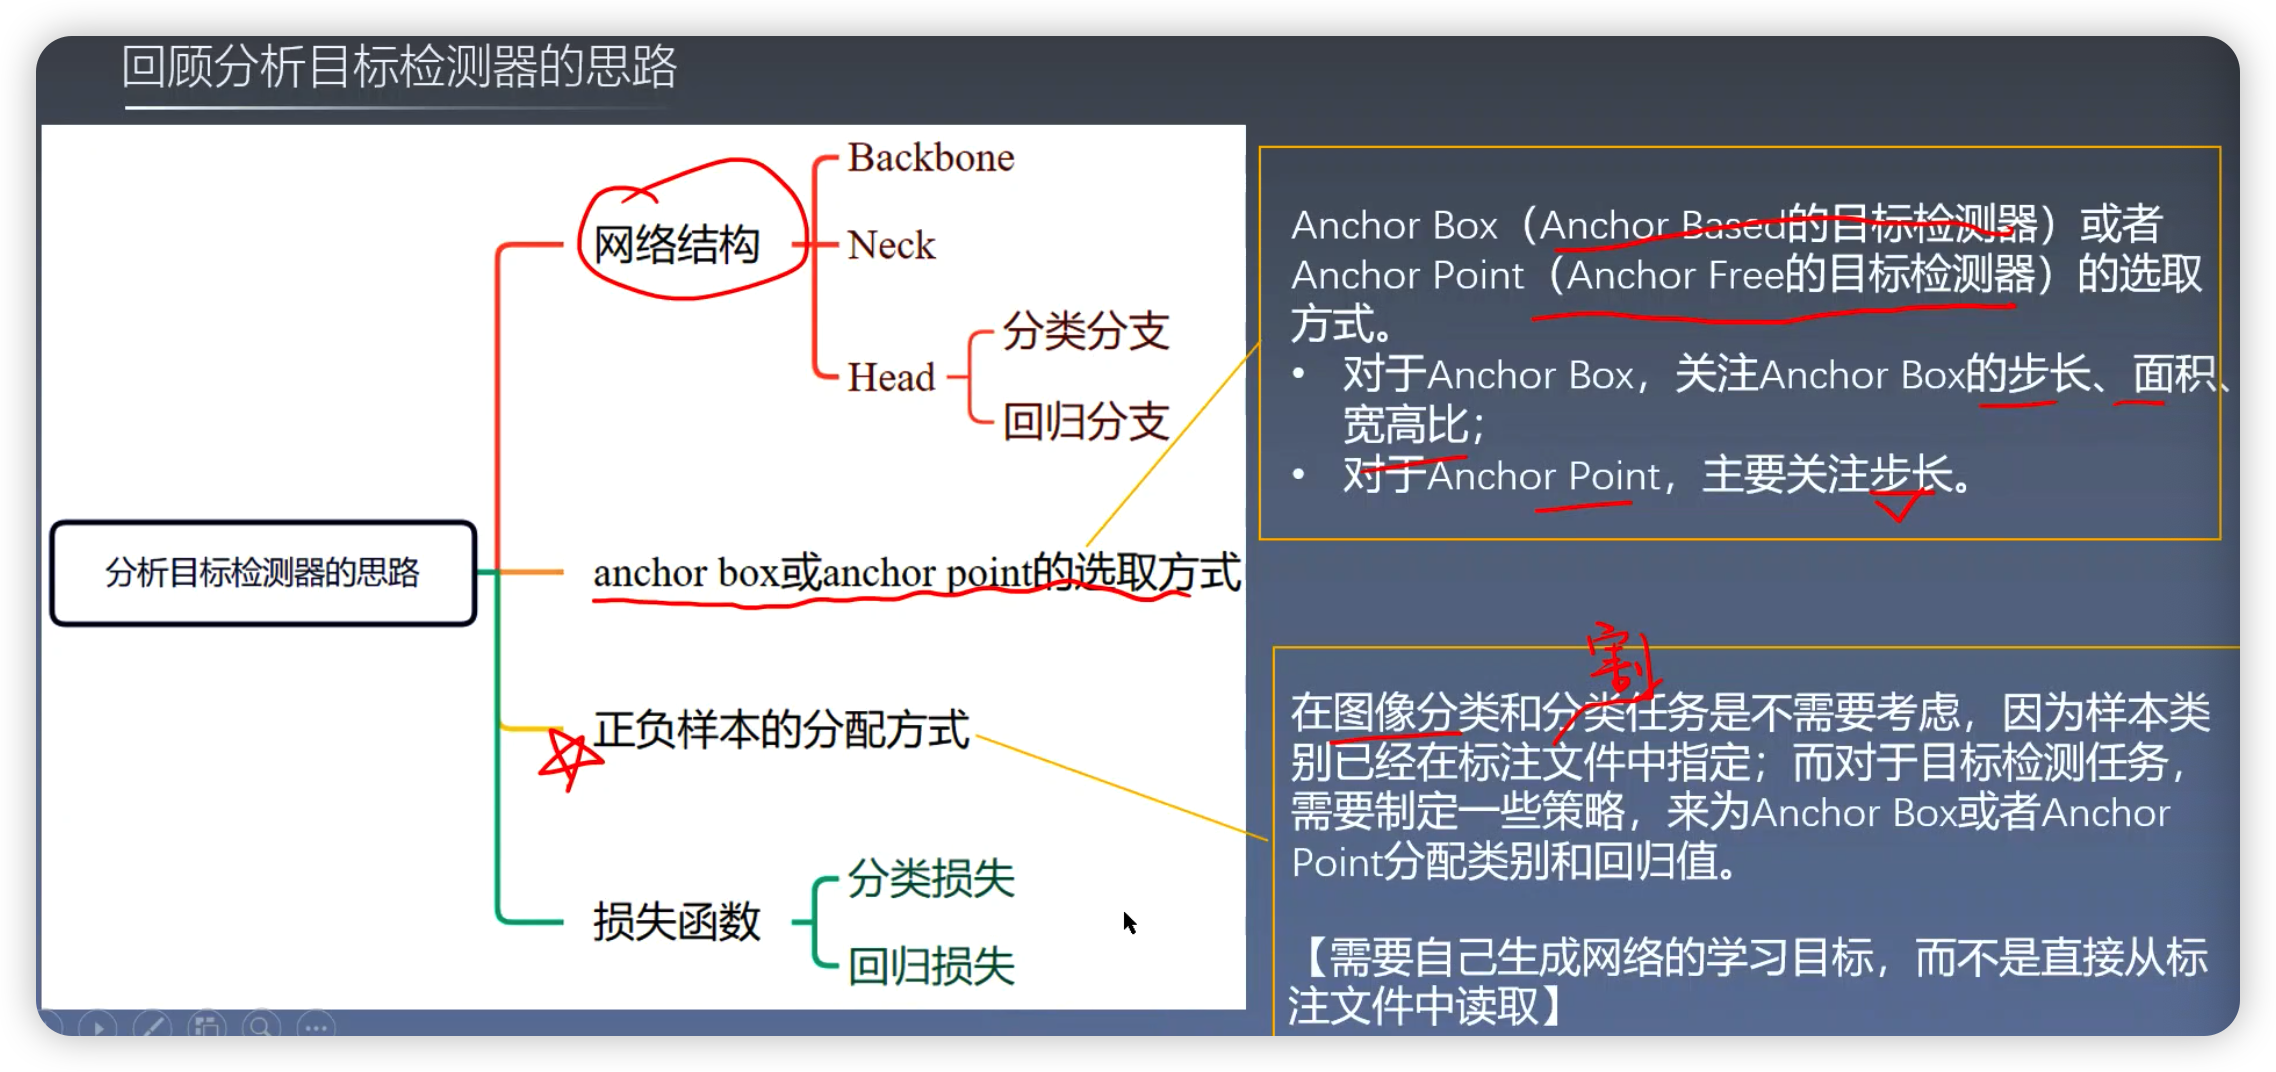 回顾分析目标检测器的思路
分析目标检测器的思路
网络结构
Backbone
Neck
Head
分类分支
回归分支
anchor box或anchor point的选取方式
正负样本的分配方式
损失函数
分类损失
回归损失
Anchor Box（Anchor Based的目标检测器）或者
Anchor Point（Anchor Free的目标检测器）的选取
方式。
• 对于Anchor Box，关注Anchor Box的步长、面积、
宽高比；
• 对于Anchor Point，主要关注步长。
割
在图像分类和分类任务是不需要考虑，因为样本类
别已经在标注文件中指定；而对于目标检测任务，
需要制定一些策略，来为Anchor Box或者Anchor
Point分配类别和回归值。
【需要自己生成网络的学习目标，而不是直接从标
注文件中读取】